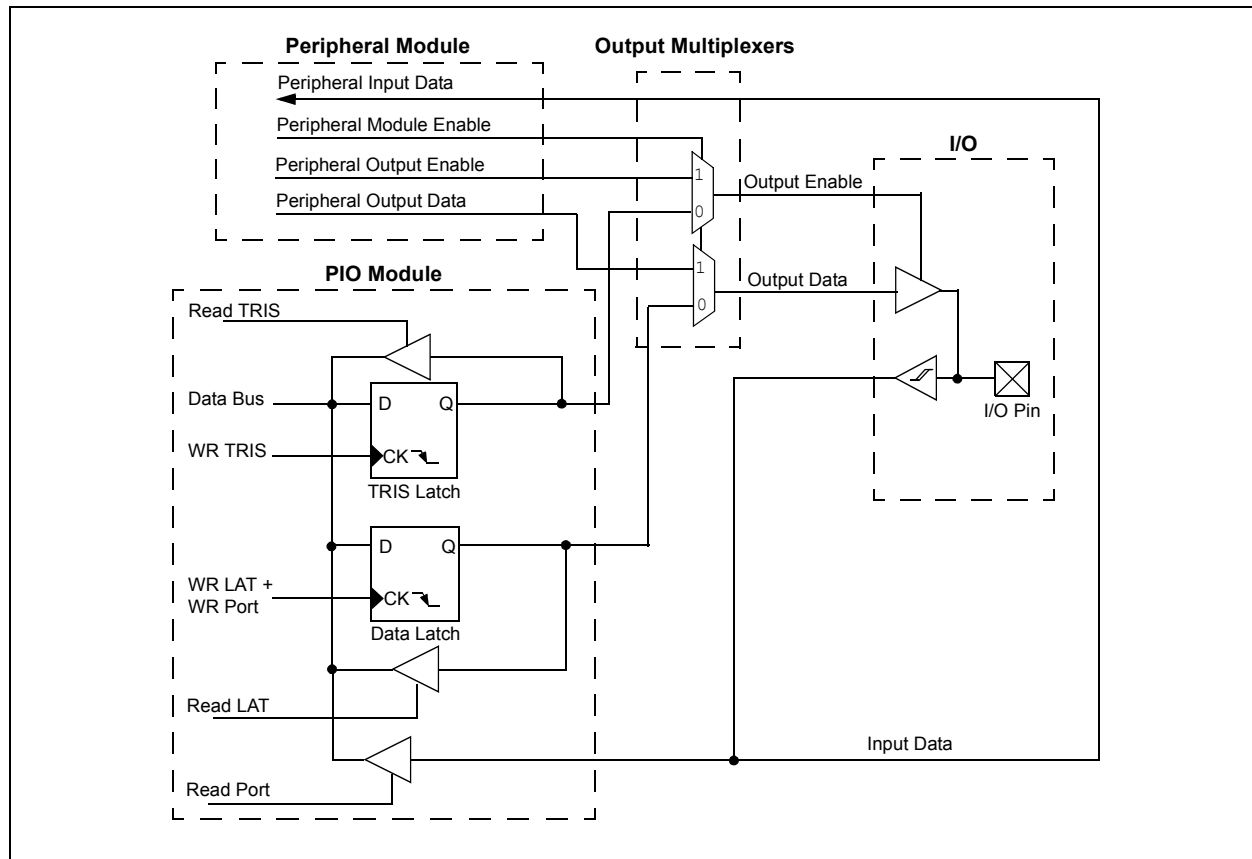 Peripheral Module
Output Multiplexers
Peripheral Input Data
Peripheral Module Enable
Peripheral Output Enable
Peripheral Output Data
1
0
1
0
Output Enable
Output Data
I/O
I/O Pin
PIO Module
Read TRIS
Data Bus
D
Q
WR TRIS
CK
TRIS Latch
D
Q
WR LAT +
WR Port
CK
Data Latch
Read LAT
Read Port
Input Data